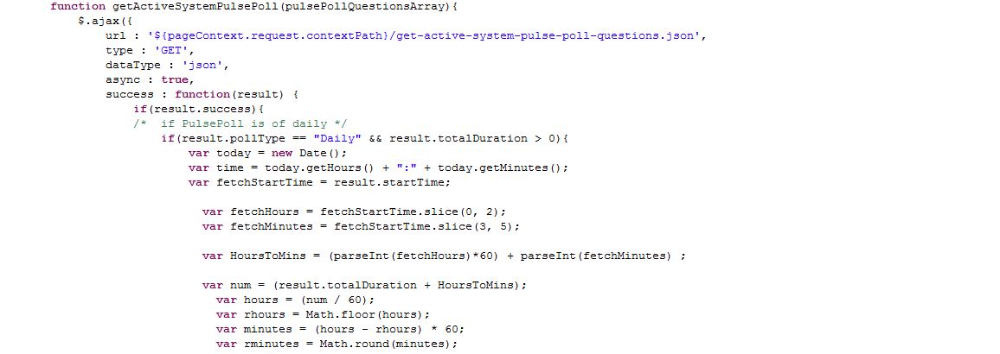 function getActiveSystemPulsePoll(pulsePollQuestionsArray){
$.ajax({
url : '${pageContext.request.contextPath}/get-active-system-pulse-poll-questions.json',
type : 'GET',
dataType : 'json',
async : true,
success : function(result) {
if(result.success){
/*  if PulsePoll is of daily */
if(result.pollType == "Daily" && result.totalDuration > 0){
var today = new Date();
var time = today.getHours() + ":" + today.getMinutes();
var fetchStartTime = result.startTime;
var fetchHours = fetchStartTime.slice(0, 2);
var fetchMinutes = fetchStartTime.slice(3, 5);
var HoursToMins = (parseInt(fetchHours)*60) + parseInt(fetchMinutes) ;
var num = (result.totalDuration + HoursToMins);
var hours = (num / 60);
var rhours = Math.floor(hours);
var minutes = (hours - rhours) * 60;
var rminutes = Math.round(minutes);